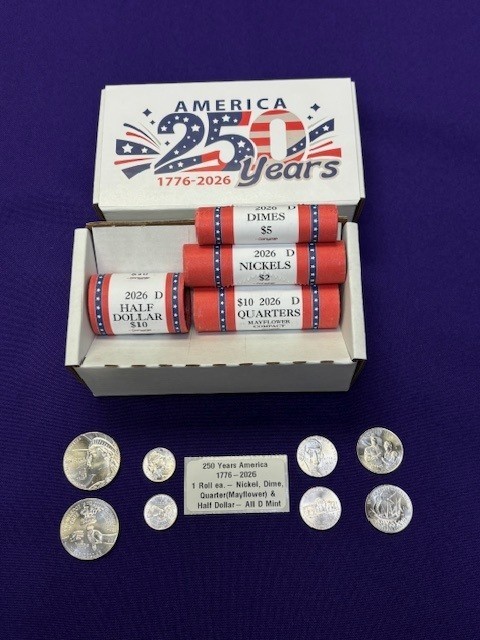 AMERICA
250
Years
1776-2026
2026 D
DIMES
$5
2026 D
NICKELS
$2
2026 D
HALF
DOLLAR
$10
$10 2026 D
QUARTERS
MAYFLOWER
COMPACT
250 Years America
1776-2026
1 Roll ea.- Nickel, Dime,
Quarter(Mayflower) &
Half Dollar- All D Mint